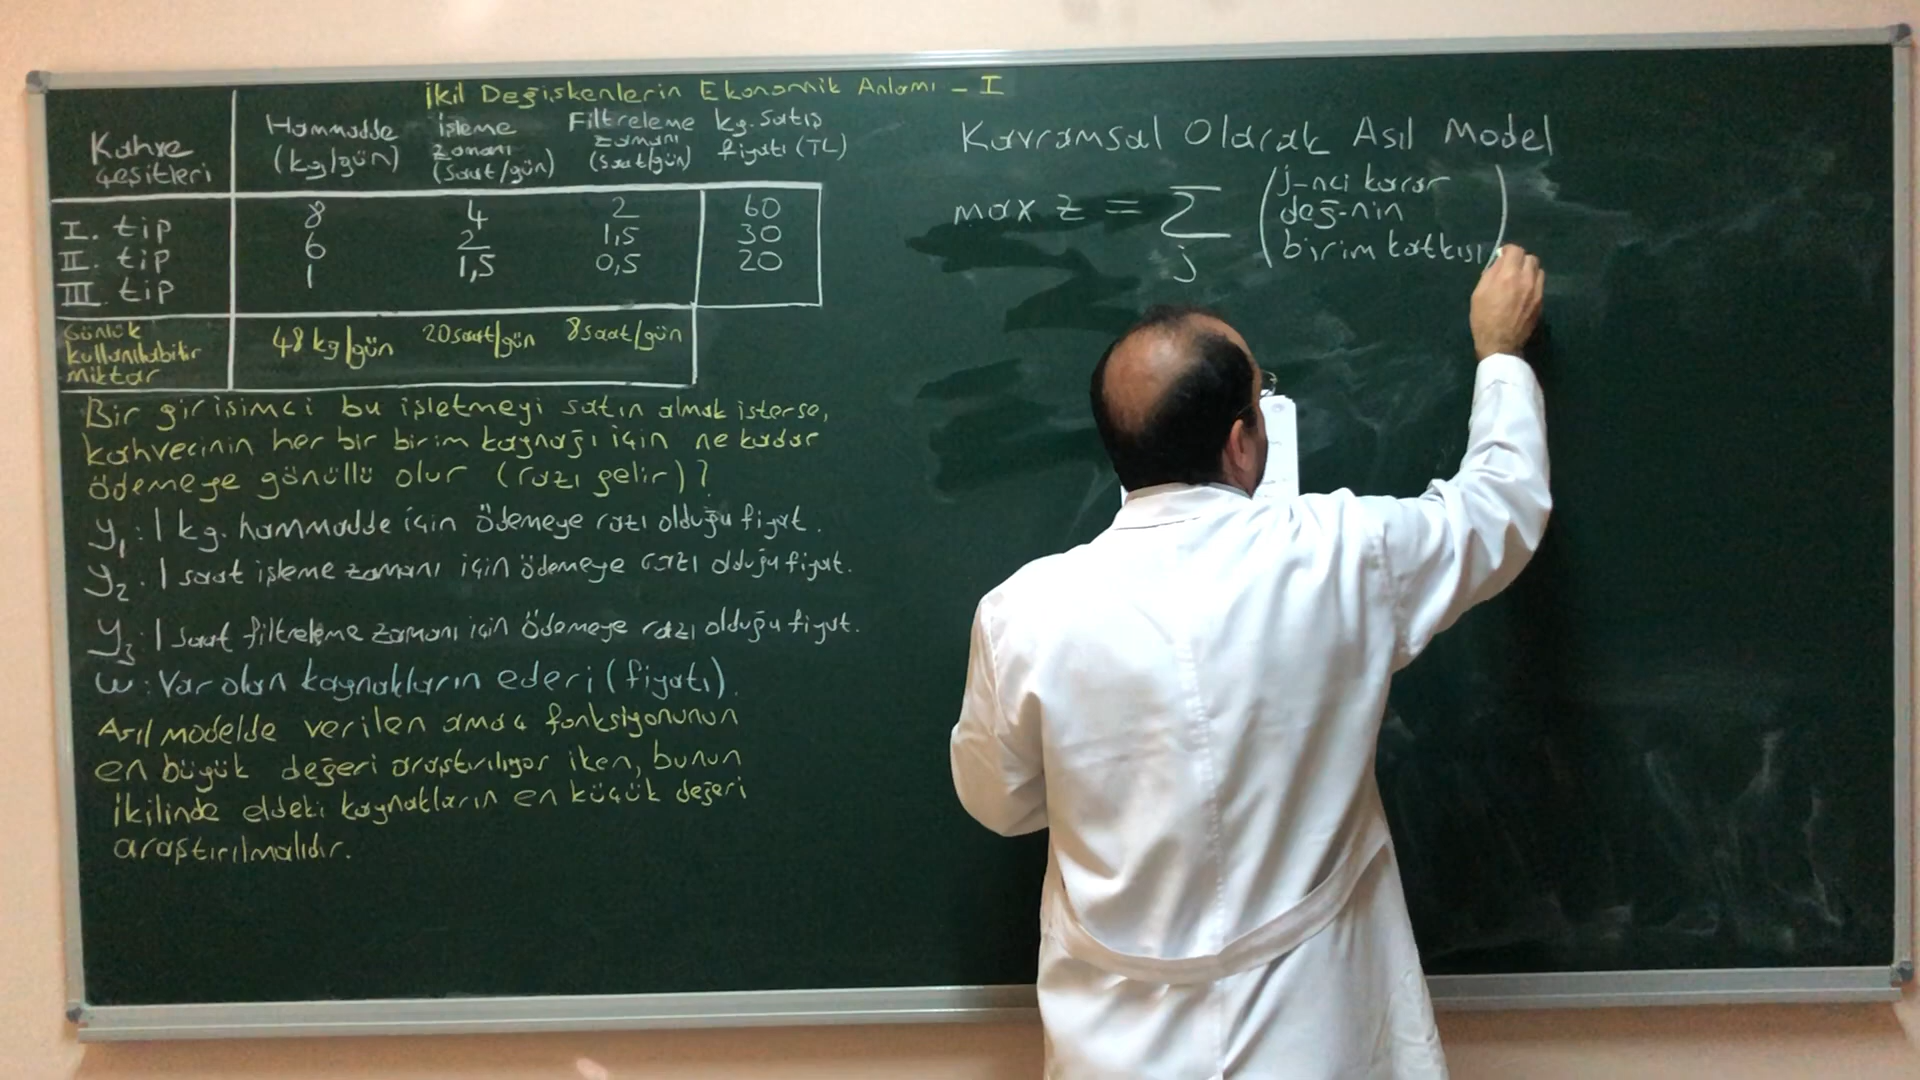 İkil Değişkenlerin Ekonomik Anlamı - I
Kahve çeşitleri
Hammadde (kg/gün)
İşleme zamanı (saat/gün)
Filtreleme zamanı (saat/gün)
kg. satış fiyatı (TL)
I. tip 8 4 2 60
II. tip 6 2 1,5 30
III. tip 1 1,5 0,5 20
Günlük kullanılabilir miktar
48 kg/gün 20 saat/gün 8 saat/gün
Bir girişimci bu işletmeyi satın almak isterse,
kahvecinin her bir birim kaynağı için ne kadar
ödemeye gönüllü olur (razı gelir)?
y₁: 1 kg. hammadde için ödemeye razı olduğu fiyat.
y₂: 1 saat işleme zamanı için ödemeye razı olduğu fiyat.
y₃: 1 saat filtreleme zamanı için ödemeye razı olduğu fiyat.
w: Var olan kaynakların ederi (fiyatı).
Asıl modelde verilen amaç fonksiyonunun
en büyük değeri araştırılıyor iken, bunun
ikilinde eldeki kaynakların en küçük değeri
araştırılmalıdır.
Kavramsal Olarak Asıl Model
max z = Σ
j
(j-nci karar
değ-nin
birim katkısı)